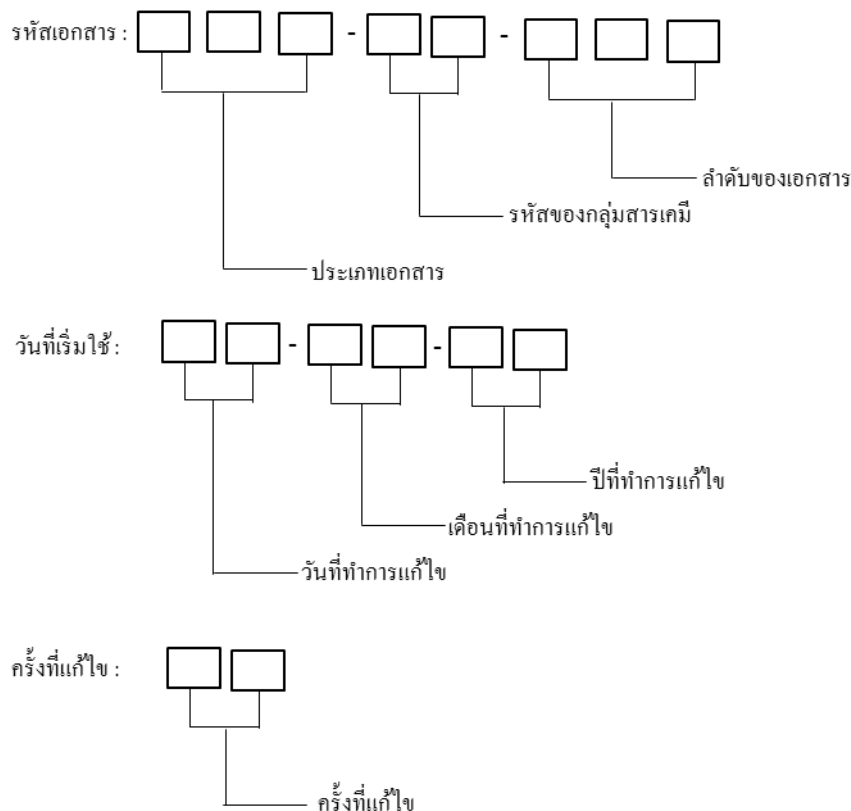 รหัสเอกสาร : - -
ลำดับของเอกสาร
รหัสของกลุ่มสารเคมี
ประเภทเอกสาร
วันที่เริ่มใช้ : - -
ปีที่ทำการแก้ไข
เดือนที่ทำการแก้ไข
วันที่ทำการแก้ไข
ครั้งที่แก้ไข :
ครั้งที่แก้ไข